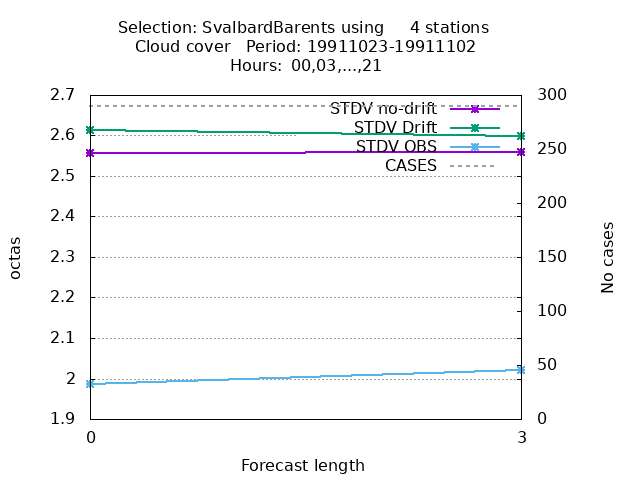 Selection: SvalbardBarents using 4 stations
Cloud cover Period: 19911023-19911102
Hours: 00,03,...,21
2.7
2.6
2.5
2.4
2.3
2.2
2.1
2
1.9
300
250
200
150
100
50
0
STDV no-drift
STDV Drift
STDV OBS
CASES
octas
No cases
0
3
Forecast length